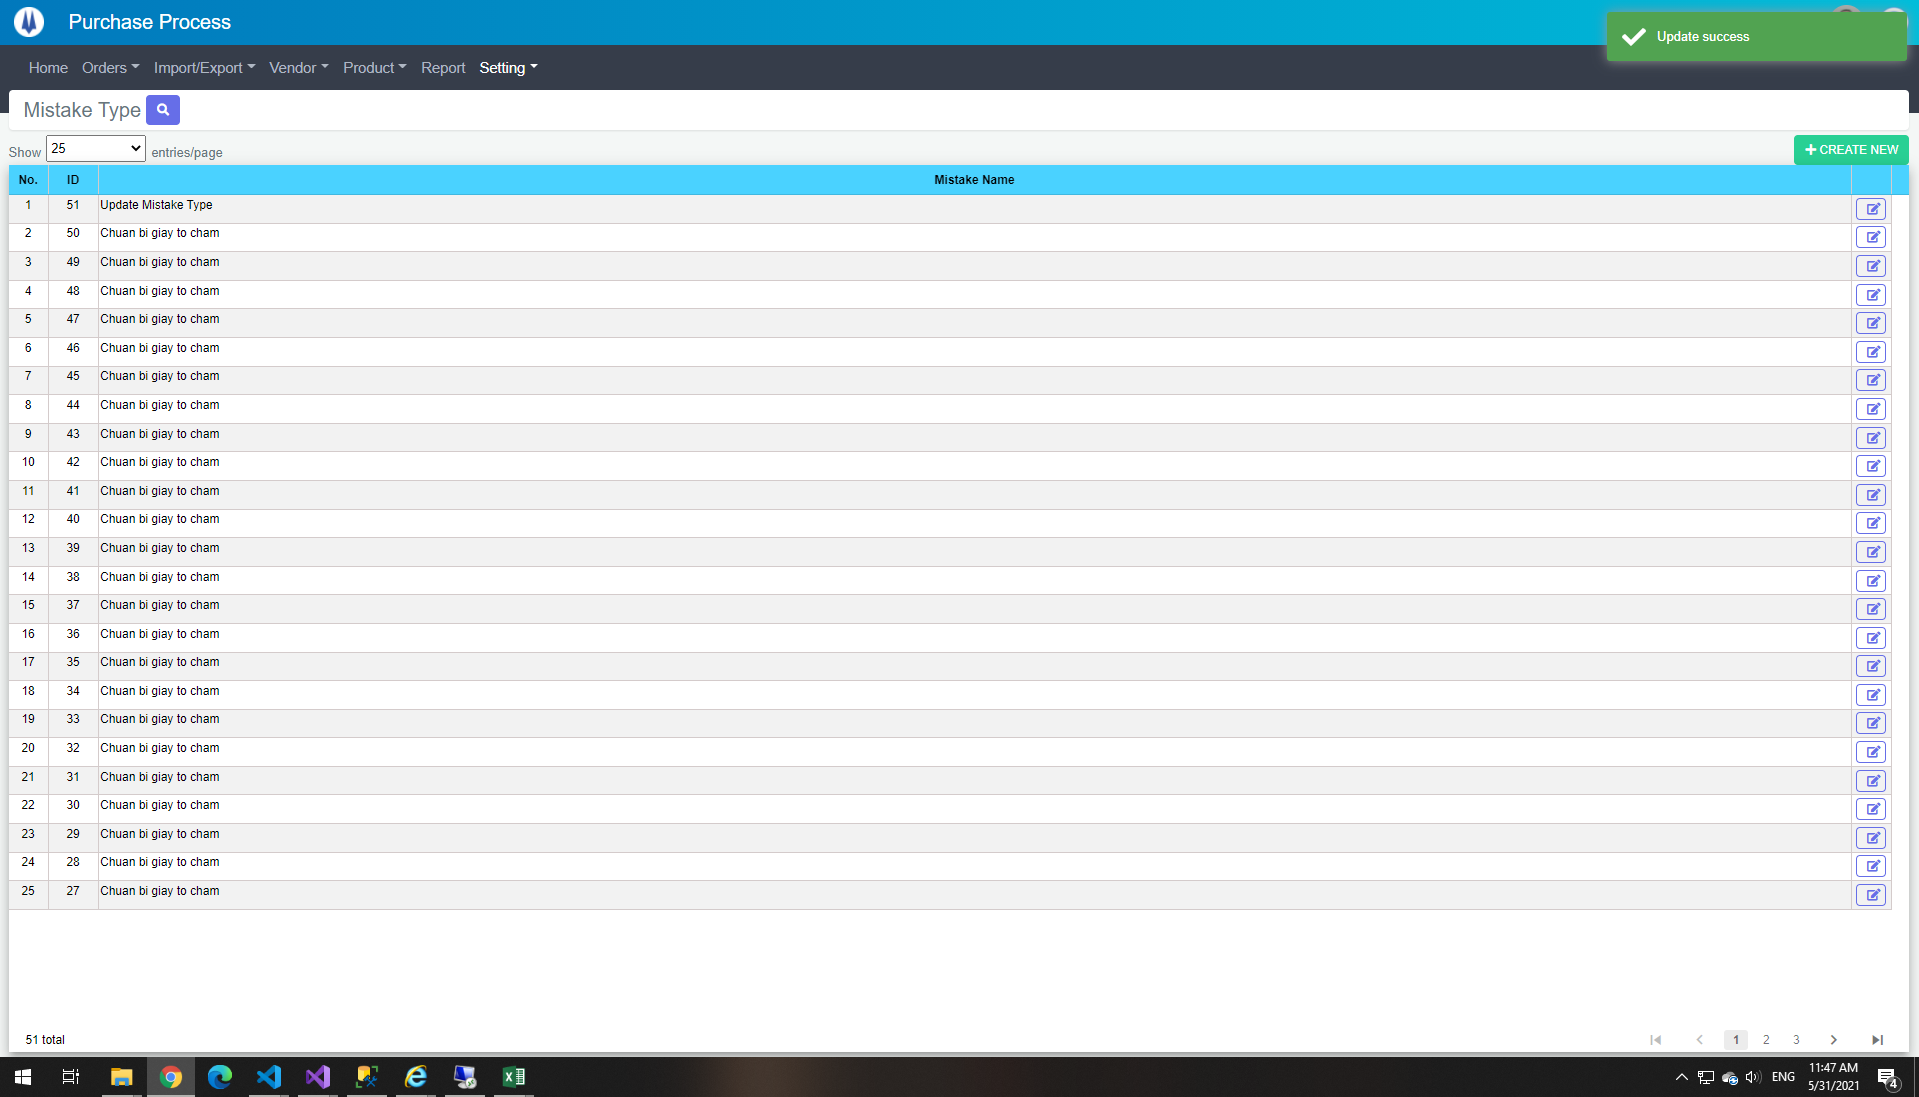 Purchase Process
Update success
Home Orders Import/Export Vendor Product Report Setting
Mistake Type
Show 25 entries/page
CREATE NEW
No. ID Mistake Name
1 51 Update Mistake Type
2 50 Chuan bi giay to cham
3 49 Chuan bi giay to cham
4 48 Chuan bi giay to cham
5 47 Chuan bi giay to cham
6 46 Chuan bi giay to cham
7 45 Chuan bi giay to cham
8 44 Chuan bi giay to cham
9 43 Chuan bi giay to cham
10 42 Chuan bi giay to cham
11 41 Chuan bi giay to cham
12 40 Chuan bi giay to cham
13 39 Chuan bi giay to cham
14 38 Chuan bi giay to cham
15 37 Chuan bi giay to cham
16 36 Chuan bi giay to cham
17 35 Chuan bi giay to cham
18 34 Chuan bi giay to cham
19 33 Chuan bi giay to cham
20 32 Chuan bi giay to cham
21 31 Chuan bi giay to cham
22 30 Chuan bi giay to cham
23 29 Chuan bi giay to cham
24 28 Chuan bi giay to cham
25 27 Chuan bi giay to cham
51 total
1 2 3
ENG
11:47 AM
5/31/2021
4